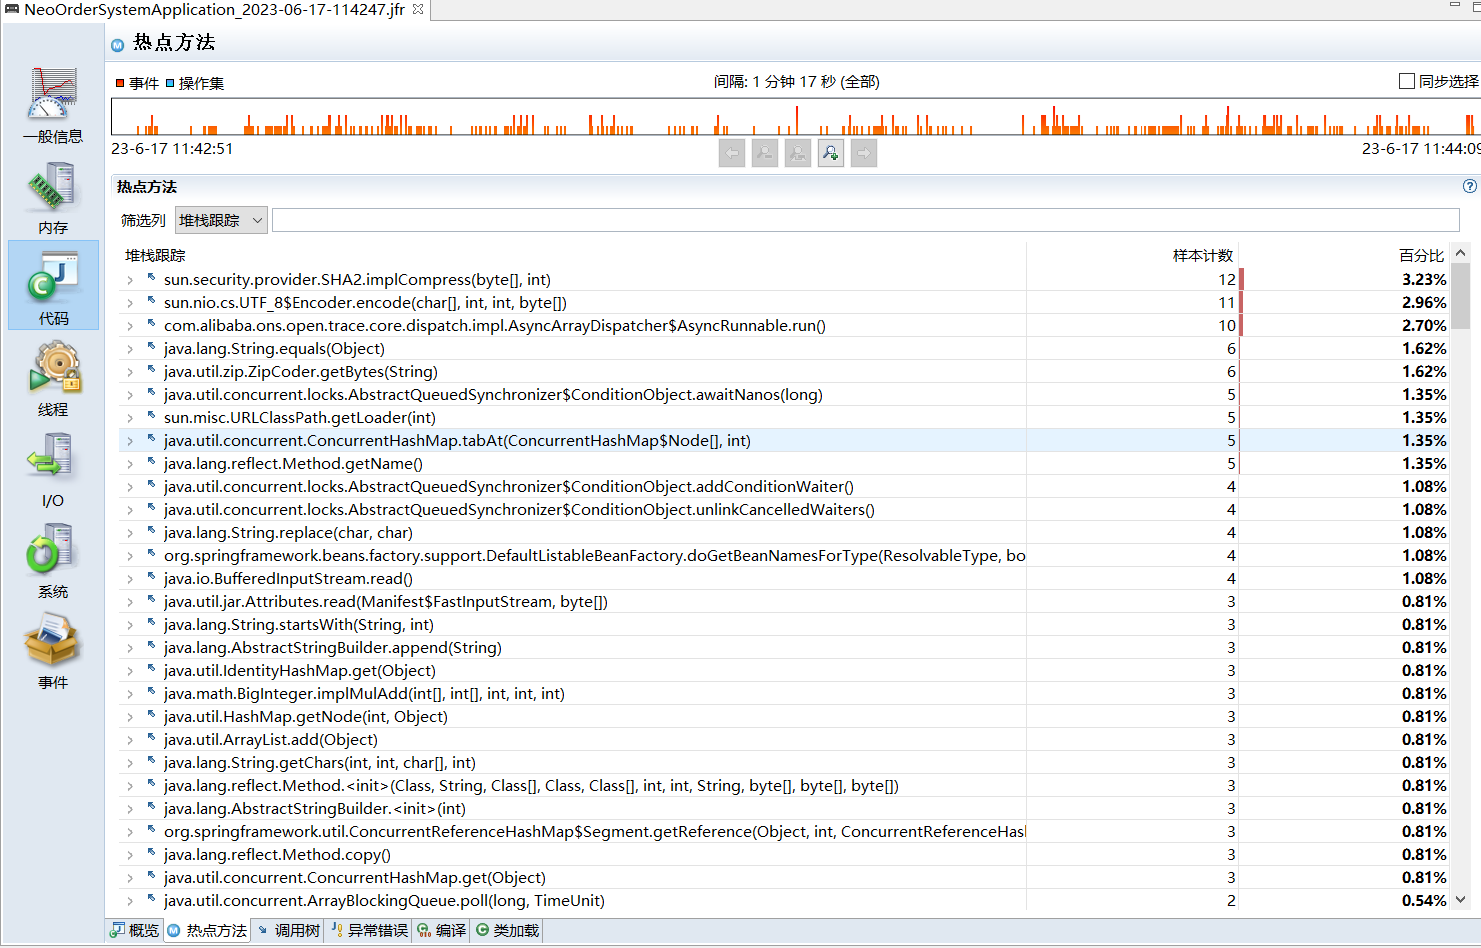 NeoOrderSystemApplication_2023-06-17-114247.jfr
热点方法
事件 操作集 间隔: 1 分钟 17 秒 (全部) 同步选择
23-6-17 11:42:51 23-6-17 11:44:09
一般信息
内存
代码
线程
I/O
系统
事件
热点方法
筛选列 堆栈跟踪
堆栈跟踪 样本计数 百分比
sun.security.provider.SHA2.implCompress(byte[], int) 12 3.23%
sun.nio.cs.UTF_8$Encoder.encode(char[], int, int, byte[]) 11 2.96%
com.alibaba.ons.open.trace.core.dispatch.impl.AsyncArrayDispatcher$AsyncRunnable.run() 10 2.70%
java.lang.String.equals(Object) 6 1.62%
java.util.zip.ZipCoder.getBytes(String) 6 1.62%
java.util.concurrent.locks.AbstractQueuedSynchronizer$ConditionObject.awaitNanos(long) 5 1.35%
sun.misc.URLClassPath.getLoader(int) 5 1.35%
java.util.concurrent.ConcurrentHashMap.tabAt(ConcurrentHashMap$Node[], int) 5 1.35%
java.lang.reflect.Method.getName() 5 1.35%
java.util.concurrent.locks.AbstractQueuedSynchronizer$ConditionObject.addConditionWaiter() 4 1.08%
java.util.concurrent.locks.AbstractQueuedSynchronizer$ConditionObject.unlinkCancelledWaiters() 4 1.08%
java.lang.String.replace(char, char) 4 1.08%
org.springframework.beans.factory.support.DefaultListableBeanFactory.doGetBeanNamesForType(ResolvableType, bo 4 1.08%
java.io.BufferedInputStream.read() 4 1.08%
java.util.jar.Attributes.read(Manifest$FastInputStream, byte[]) 3 0.81%
java.lang.String.startsWith(String, int) 3 0.81%
java.lang.AbstractStringBuilder.append(String) 3 0.81%
java.util.IdentityHashMap.get(Object) 3 0.81%
java.math.BigInteger.implMulAdd(int[], int[], int, int, int) 3 0.81%
java.util.HashMap.getNode(int, Object) 3 0.81%
java.util.ArrayList.add(Object) 3 0.81%
java.lang.String.getChars(int, int, char[], int) 3 0.81%
java.lang.reflect.Method.<init>(Class, String, Class[], Class, Class[], int, int, String, byte[], byte[], byte[]) 3 0.81%
java.lang.AbstractStringBuilder.<init>(int) 3 0.81%
org.springframework.util.ConcurrentReferenceHashMap$Segment.getReference(Object, int, ConcurrentReferenceHas 3 0.81%
java.lang.reflect.Method.copy() 3 0.81%
java.util.concurrent.ConcurrentHashMap.get(Object) 3 0.81%
java.util.concurrent.ArrayBlockingQueue.poll(long, TimeUnit) 2 0.54%
概览 热点方法 调用树 异常错误 编译 类加载